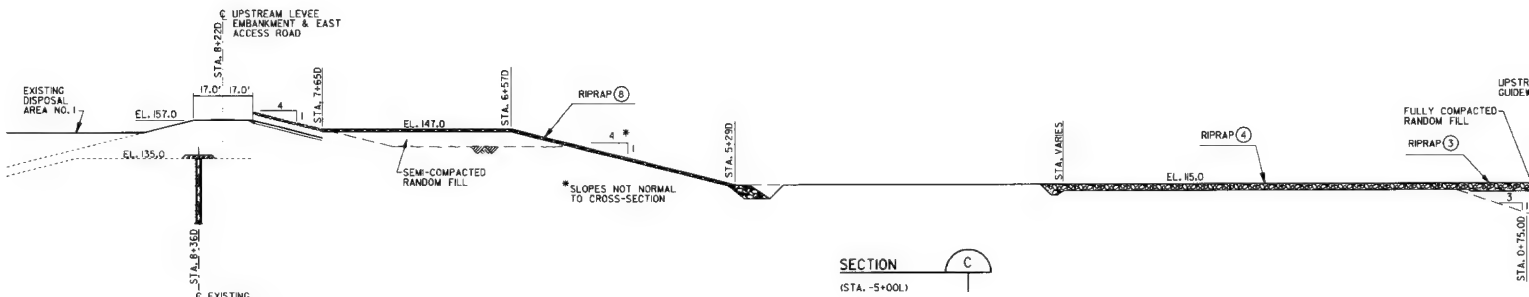 ℄ UPSTREAM LEVEE
EMBANKMENT & EAST
ACCESS ROAD
STA. 8+22D
17.0' 17.0'
EXISTING
DISPOSAL
AREA NO. 1
EL. 157.0
EL. 135.0
4
1
STA. 7+65D
EL. 147.0
SEMI-COMPACTED
RANDOM FILL
STA. 6+57D
RIPRAP 8
4 *
1
*SLOPES NOT NORMAL
TO CROSS-SECTION
STA. 5+29D
STA. VARIES
EL. 115.0
RIPRAP 4
UPSTR
GUIDEW
FULLY COMPACTED
RANDOM FILL
RIPRAP 3
3
1
STA. 0+75.0D
STA. 8+36D
℄ EXISTING
SECTION C
(STA. -5+00L)